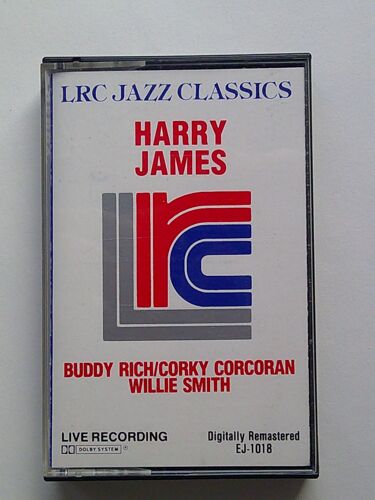 LRC JAZZ CLASSICS
HARRY
JAMES
lrc
BUDDY RICH/CORKY CORCORAN
WILLIE SMITH
LIVE RECORDING
Digitally Remastered
DOLBY SYSTEM ®
EJ-1018